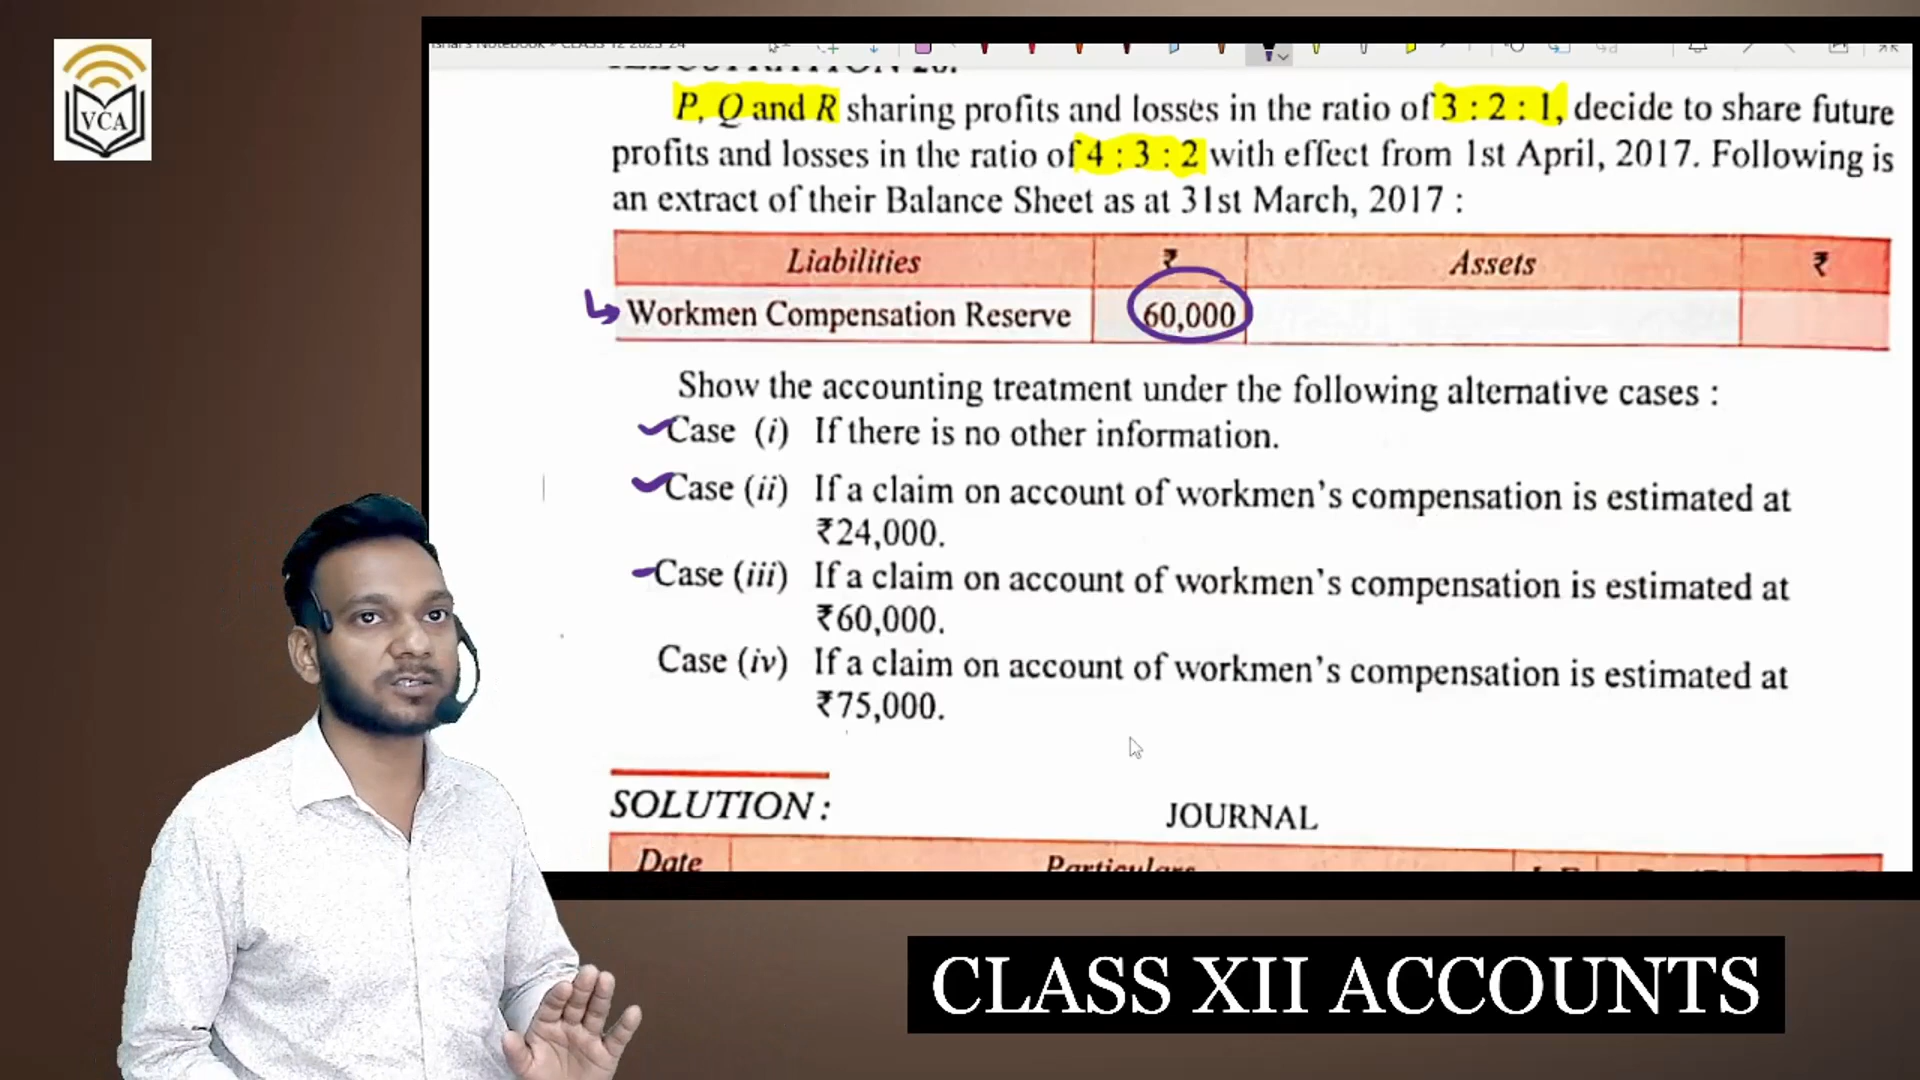 VCA
P, Q and R sharing profits and losses in the ratio of 3 : 2 : 1, decide to share future
profits and losses in the ratio of 4 : 3 : 2 with effect from 1st April, 2017. Following is
an extract of their Balance Sheet as at 31st March, 2017 :
Liabilities ₹ Assets ₹
Workmen Compensation Reserve 60,000
Show the accounting treatment under the following alternative cases :
Case (i) If there is no other information.
Case (ii) If a claim on account of workmen's compensation is estimated at
₹24,000.
Case (iii) If a claim on account of workmen's compensation is estimated at
₹60,000.
Case (iv) If a claim on account of workmen's compensation is estimated at
₹75,000.
SOLUTION :
JOURNAL
Date Particulars
CLASS XII ACCOUNTS